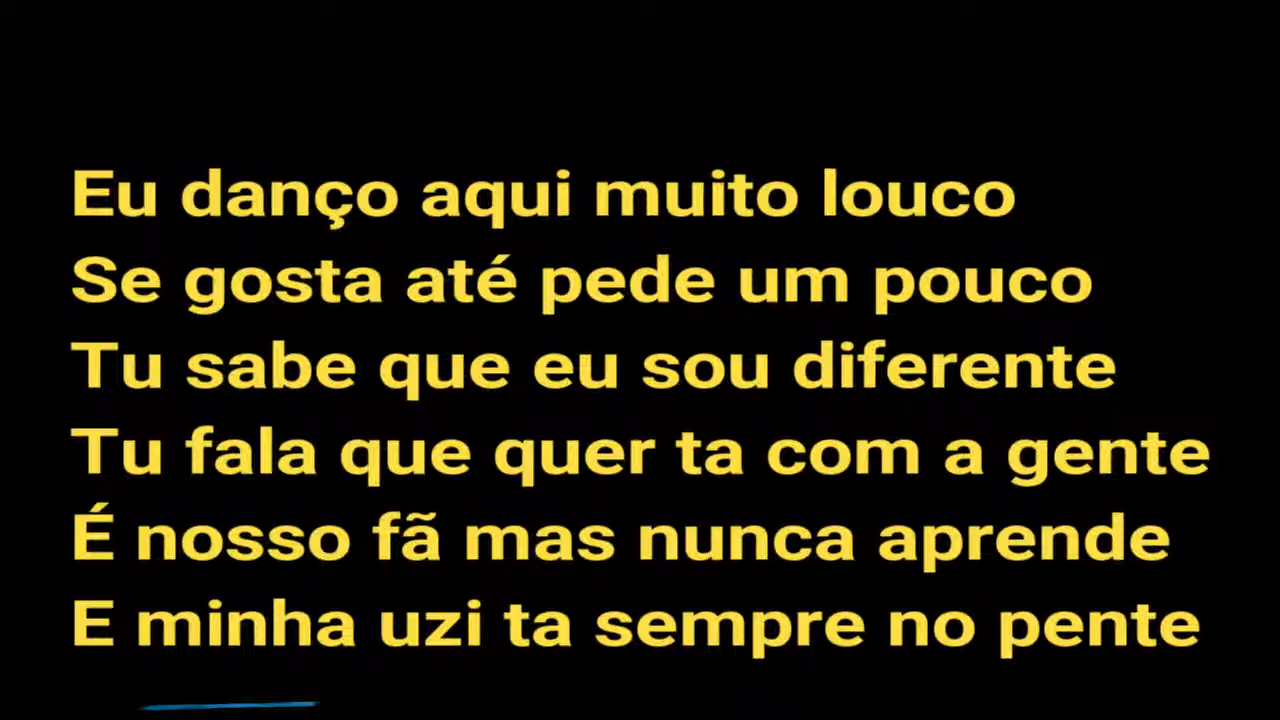 Eu danço aqui muito louco
Se gosta até pede um pouco
Tu sabe que eu sou diferente
Tu fala que quer ta com a gente
É nosso fã mas nunca aprende
E minha uzi ta sempre no pente